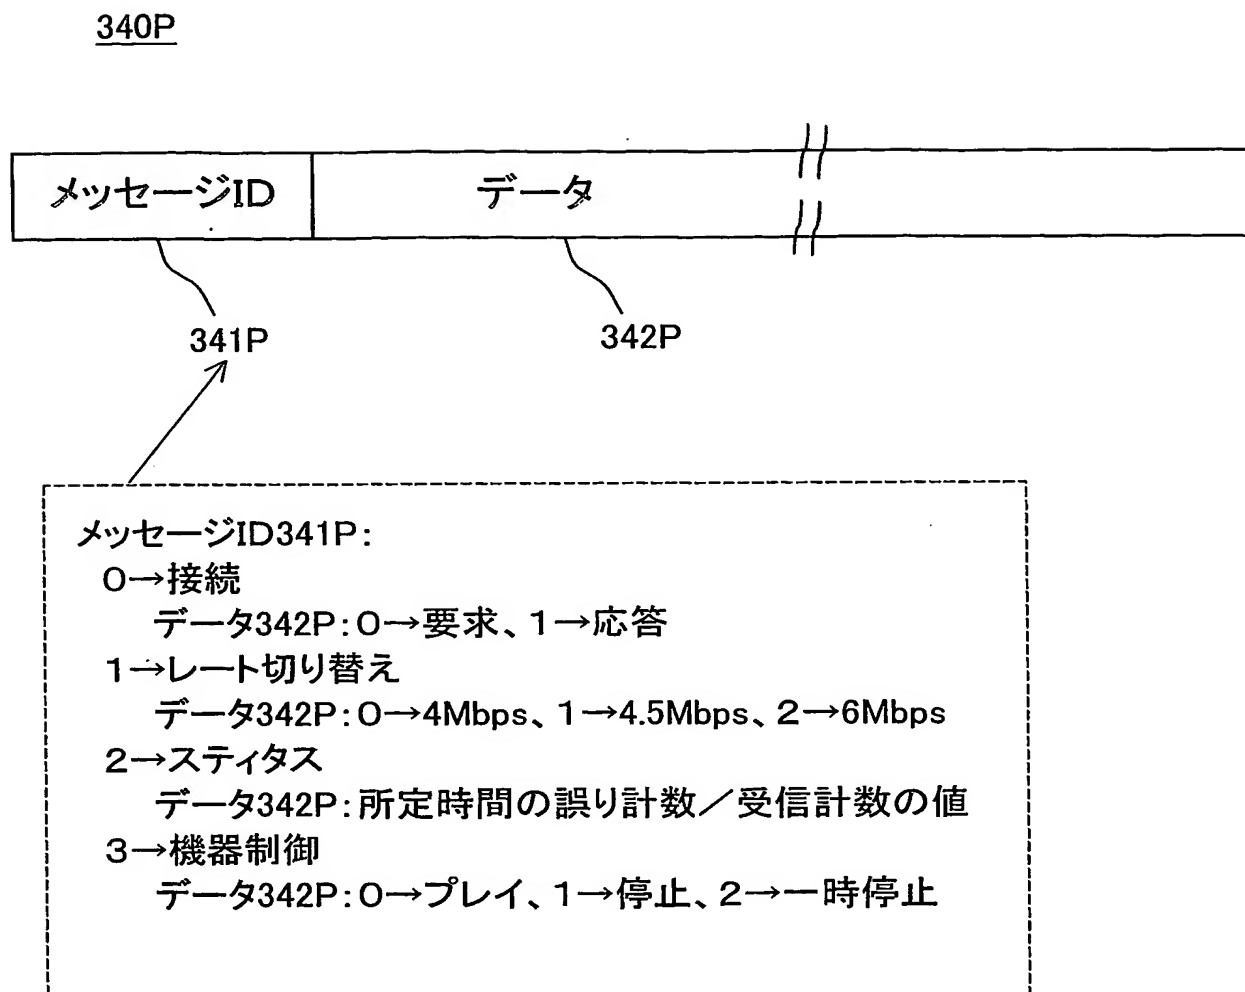 340P
メッセージID データ
341P 342P
メッセージID341P:
0→接続
データ342P:0→要求、1→応答
1→レート切り替え
データ342P:0→4Mbps、1→4.5Mbps、2→6Mbps
2→スティタス
データ342P:所定時間の誤り計数／受信計数の値
3→機器制御
データ342P:0→プレイ、1→停止、2→一時停止